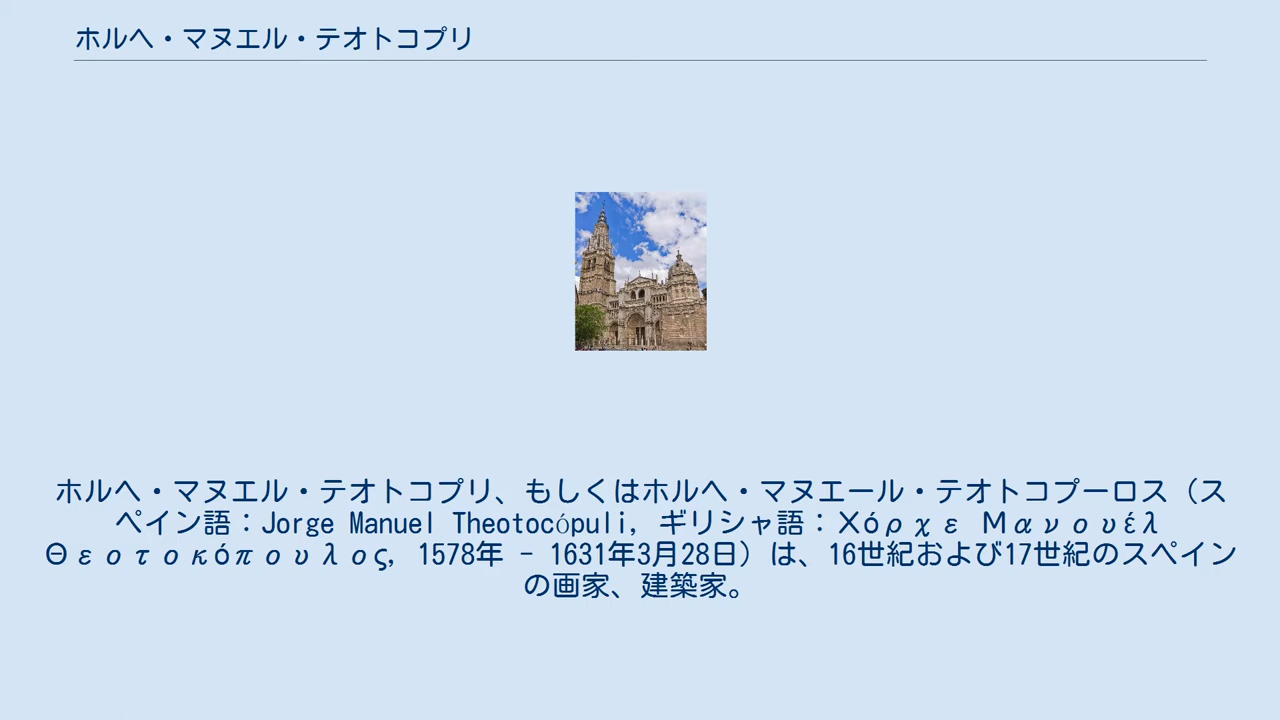 ホルヘ・マヌエル・テオトコプリ
ホルヘ・マヌエル・テオトコプリ、もしくはホルヘ・マヌエール・テオトコプーロス（ス
ペイン語：Jorge Manuel Theotocópuli, ギリシャ語：Χόρχε Μανουέλ
Θεοτοκόπουλος, 1578年 – 1631年3月28日）は、16世紀および17世紀のスペイン
の画家、建築家。